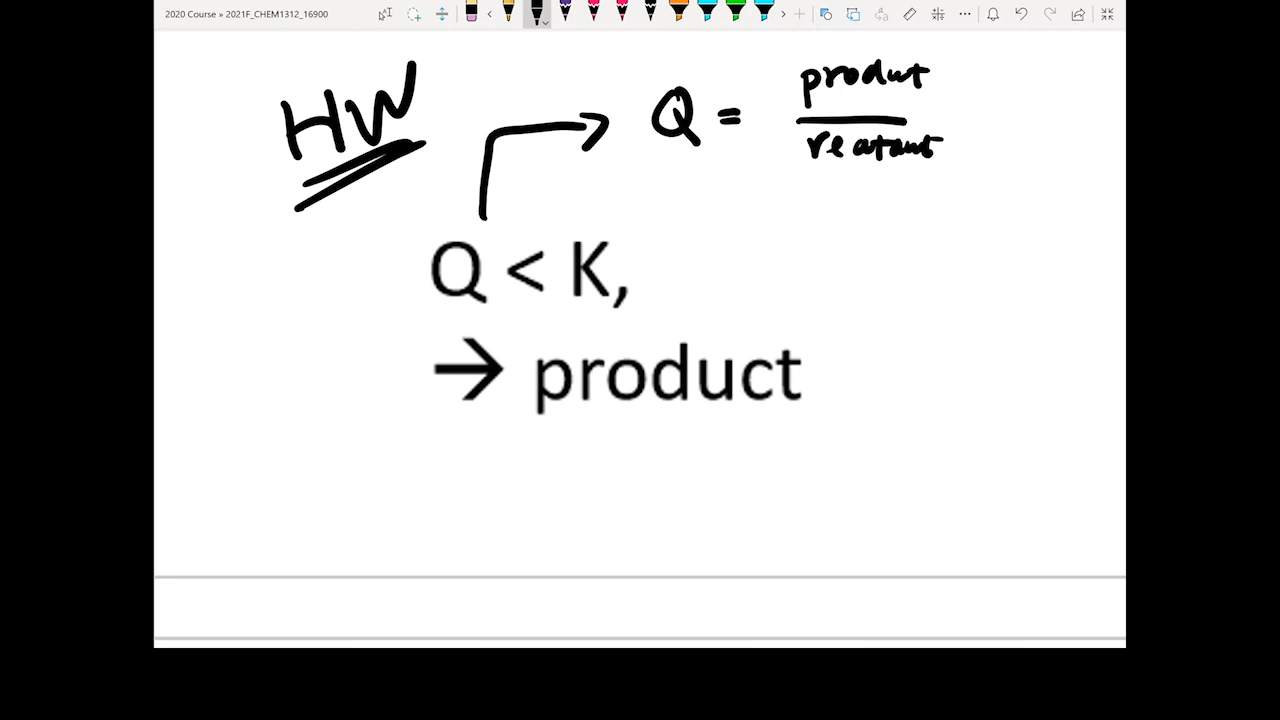 2020 Course » 2021F_CHEM1312_16900
HW
Q = produt
reatant
Q < K,
→ product